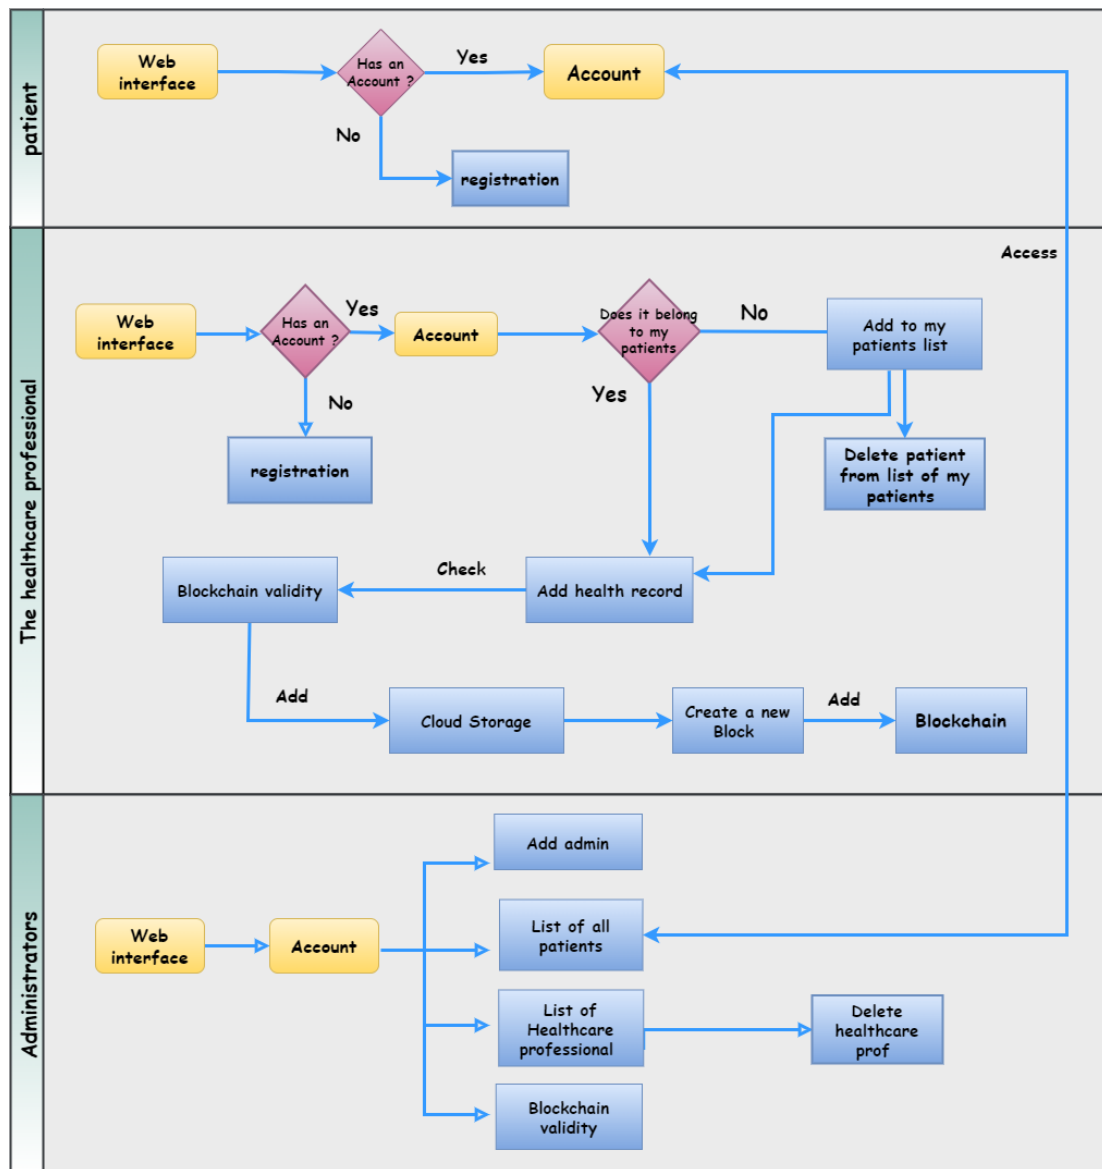 patient
Web
interface
Has an
Account ?
Yes
Account
No
registration
The healthcare professional
Access
Web
interface
Has an
Account ?
Yes
Account
Does it belong
to my
patients
No
Add to my
patients list
No
Yes
registration
Delete patient
from list of my
patients
Blockchain validity
Check
Add health record
Add
Cloud Storage
Create a new
Block
Add
Blockchain
Administrators
Web
interface
Account
Add admin
List of all
patients
List of
Healthcare
professional
Delete
healthcare
prof
Blockchain
validity